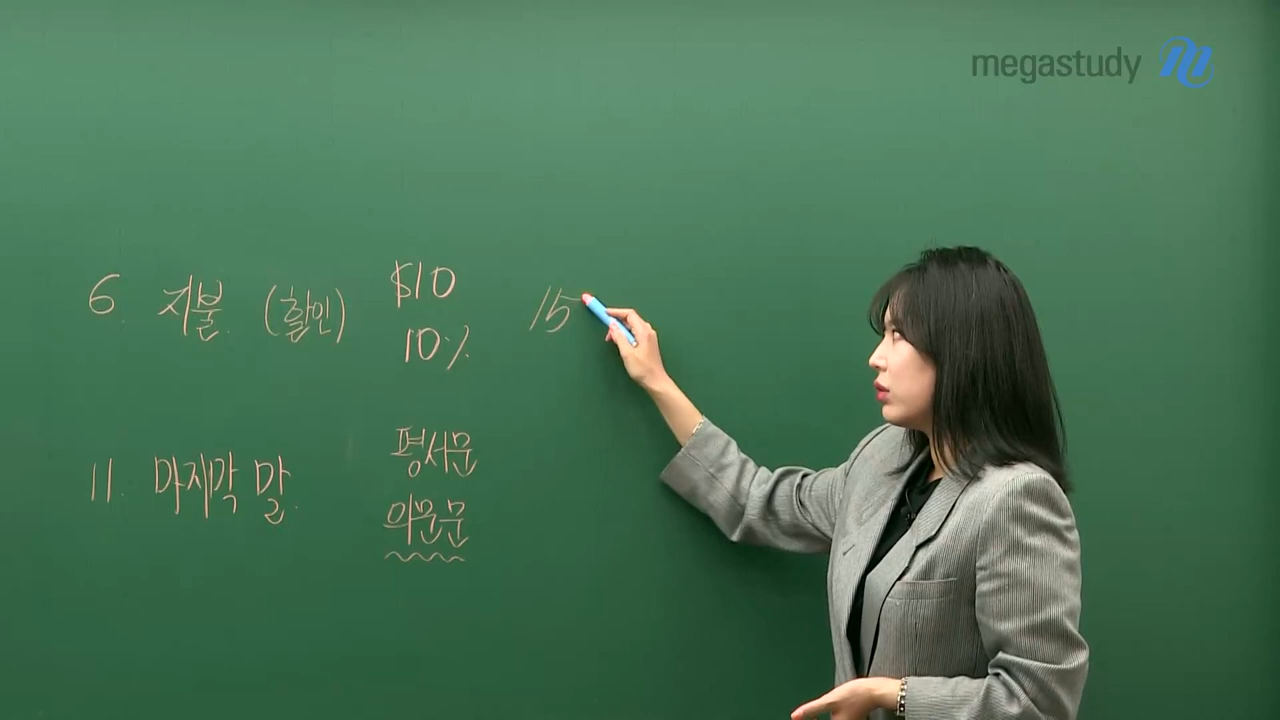 megastudy
6. 지불 (할인) $10
10%
15
11. 마지막 말. 평서문
의문문